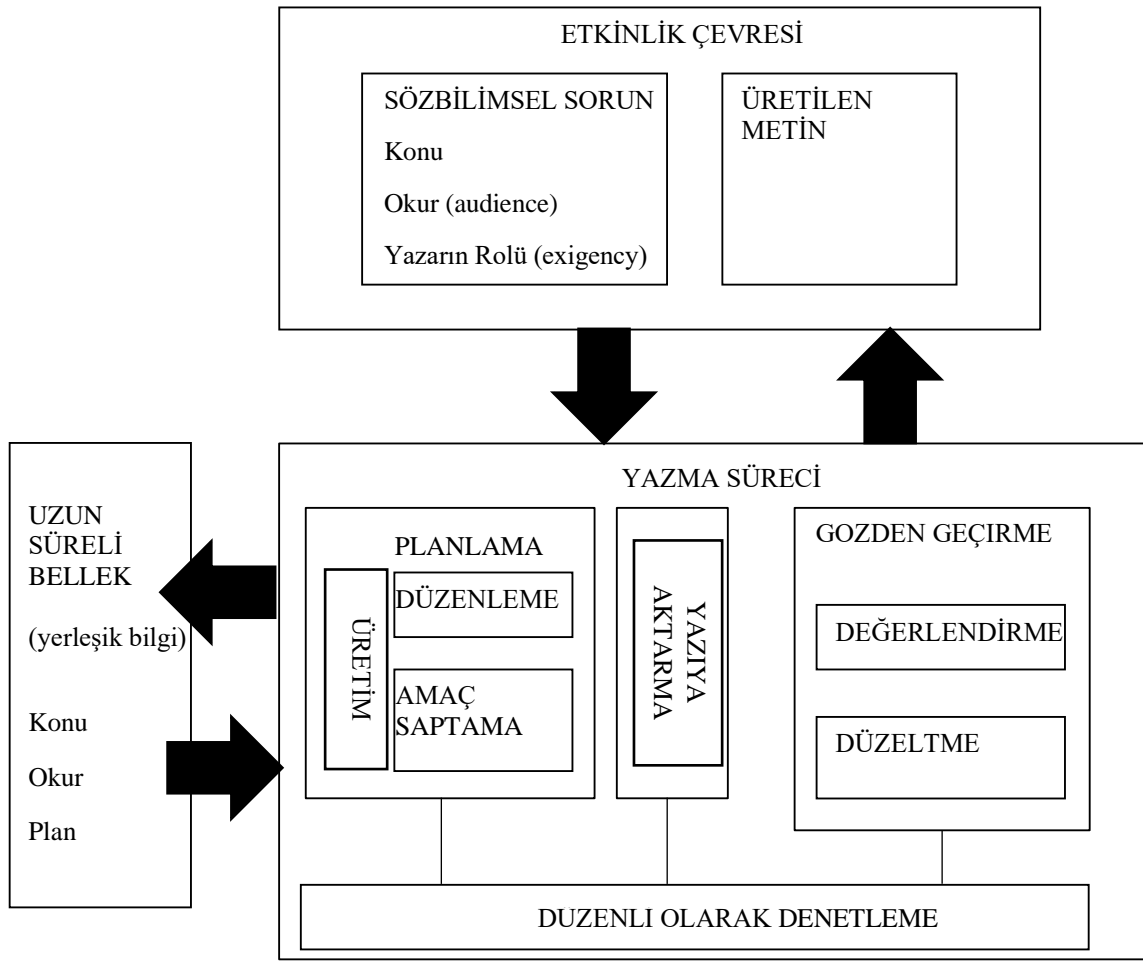 ETKİNLİK ÇEVRESİ
SÖZBİLİMSEL SORUN
Konu
Okur (audience)
Yazarın Rolü (exigency)
ÜRETİLEN
METİN
UZUN
SÜRELİ
BELLEK
(yerleşik bilgi)
Konu
Okur
Plan
YAZMA SÜRECİ
PLANLAMA
ÜRETİM
DÜZENLEME
AMAÇ
SAPTAMA
YAZIYA
AKTARMA
GOZDEN GEÇIRME
DEĞERLENDİRME
DÜZELTME
DÜZENLI OLARAK DENETLEME